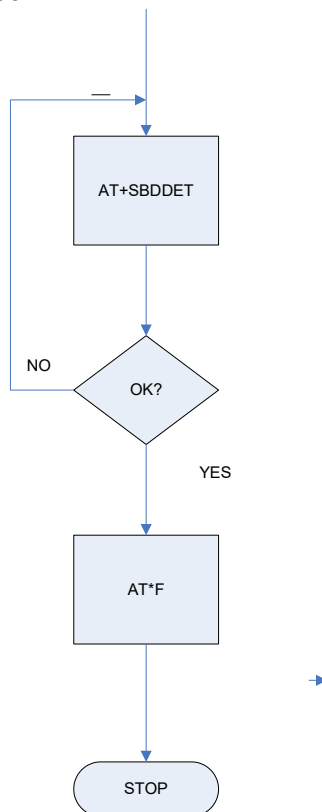 AT+SBDDET
OK?
NO
YES
AT*F
STOP